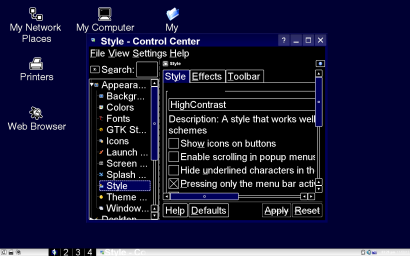 My Network
Places
My Computer
My
Printers
Web Browser
Style - Control Center
File View Settings Help
Search:
Appeara...
Backgr...
Colors
Fonts
GTK St...
Icons
Launch ...
Screen ...
Splash ...
Style
Theme ...
Window...
Desktop
Style
Style Effects Toolbar
HighContrast
Description: A style that works well
schemes
Show icons on buttons
Enable scrolling in popup menus
Hide underlined characters in th
Pressing only the menu bar activ
Help Defaults Apply Reset
2 3 4